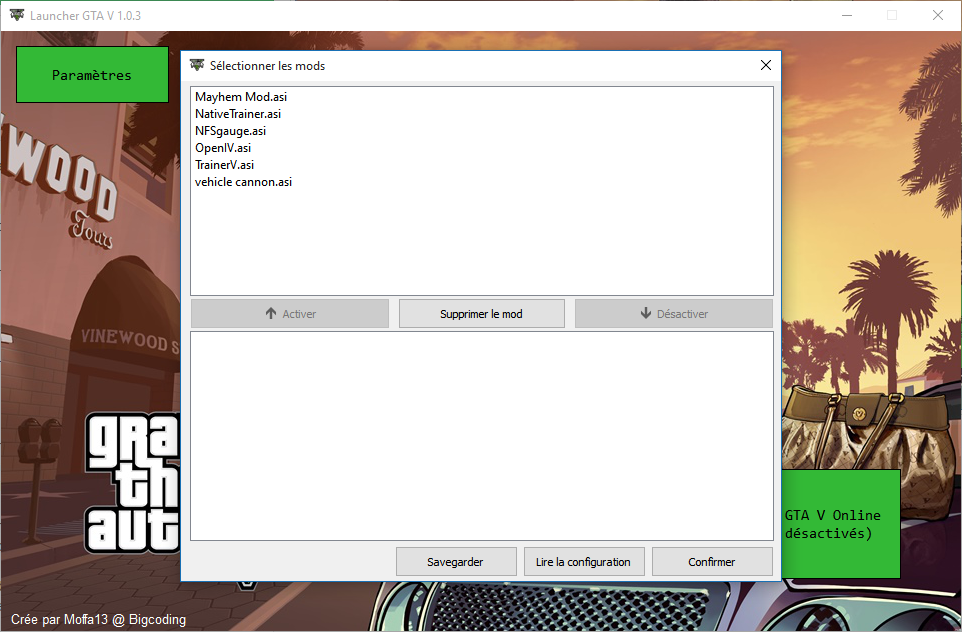 Launcher GTA V 1.0.3
Paramètres
Sélectionner les mods
Mayhem Mod.asi
NativeTrainer.asi
NFSgauge.asi
OpenIV.asi
TrainerV.asi
vehicle cannon.asi
WOOD
Tours
Activer
Supprimer le mod
Désactiver
VINEWOOD S
gra
th
aut
GTA V Online
désactivés)
Savegarder
Lire la configuration
Confirmer
Crée par Moffa13 @ Bigcoding